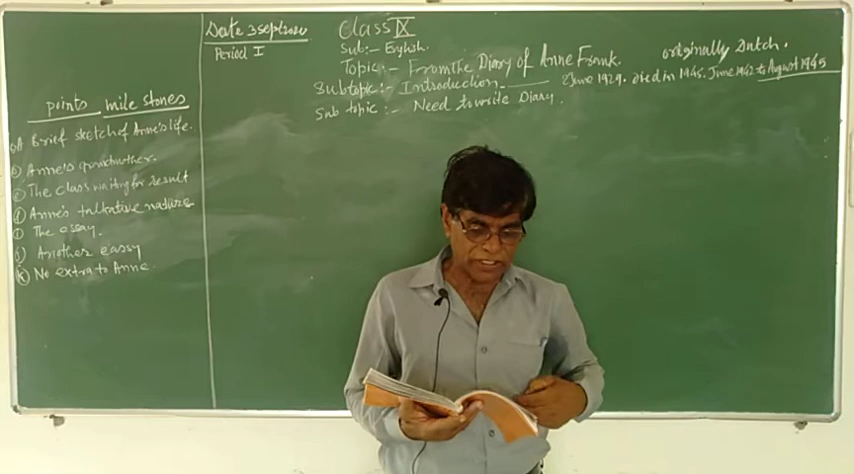 Date 3 sept
Period I
Class IX
Sub:- English.
Topic:- From the Diary of Anne Frank. originally Dutch.
Subtopic:- Introduction. June 1929. died in 1945. June 1942 to August 1945
Sub topic:- Need to write Diary.
points mile stones
A Brief sketch of Anne's life.
Anne's grandmother.
The Class waiting for result
Anne's talkative nature
The essay.
Another eassy
(k) No extra to Anne